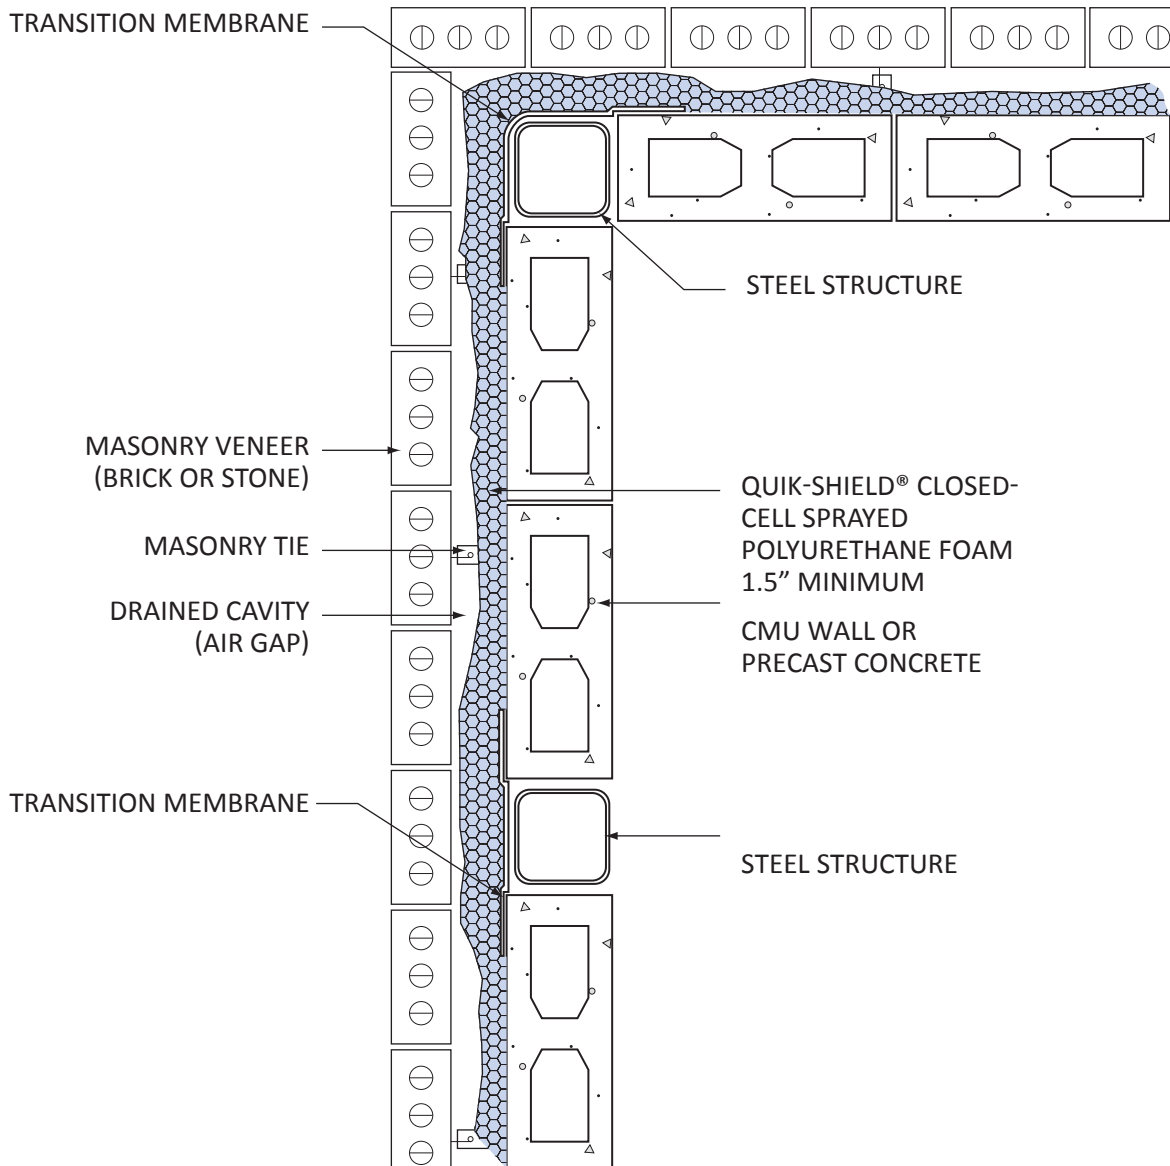 TRANSITION MEMBRANE
STEEL STRUCTURE
MASONRY VENEER
(BRICK OR STONE)
QUIK-SHIELD® CLOSED-
CELL SPRAYED
POLYURETHANE FOAM
1.5” MINIMUM
MASONRY TIE
DRAINED CAVITY
(AIR GAP)
CMU WALL OR
PRECAST CONCRETE
TRANSITION MEMBRANE
STEEL STRUCTURE